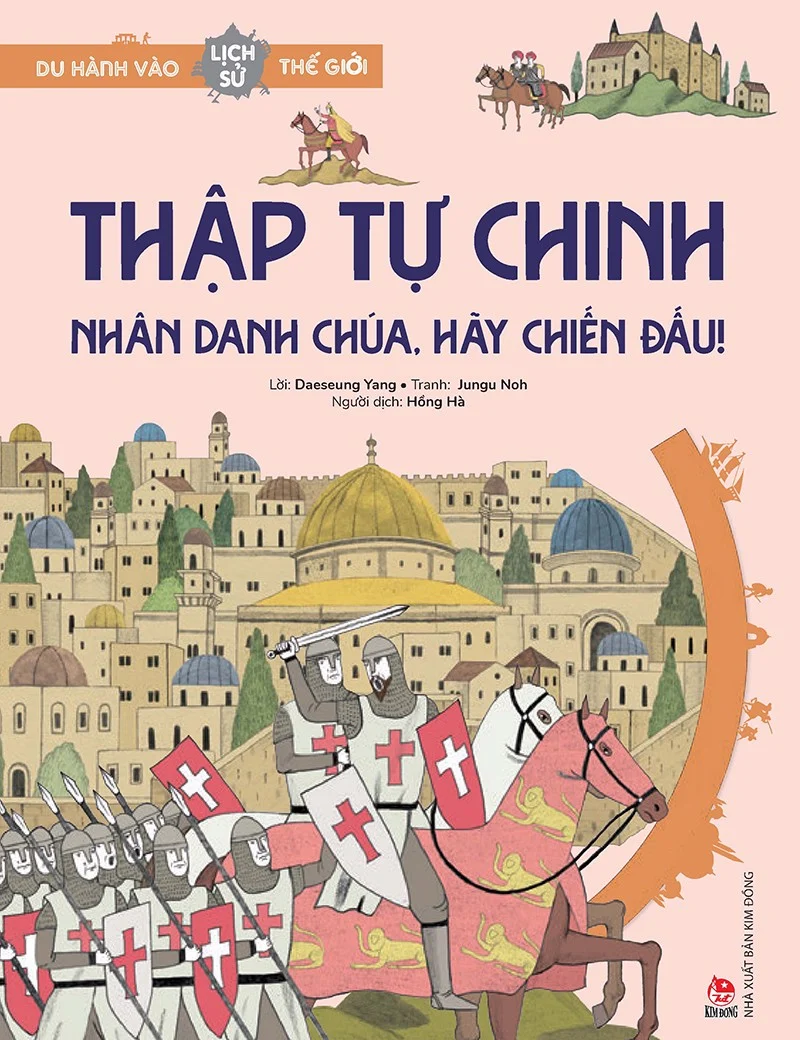 DU HÀNH VÀO LỊCH SỬ THẾ GIỚI
THẬP TỰ CHINH
NHÂN DANH CHÚA, HÃY CHIẾN ĐẤU!
Lời: Daeseung Yang • Tranh: Jungu Noh
Người dịch: Hồng Hà
NHÀ XUẤT BẢN KIM ĐỒNG
KIM ĐỒNG